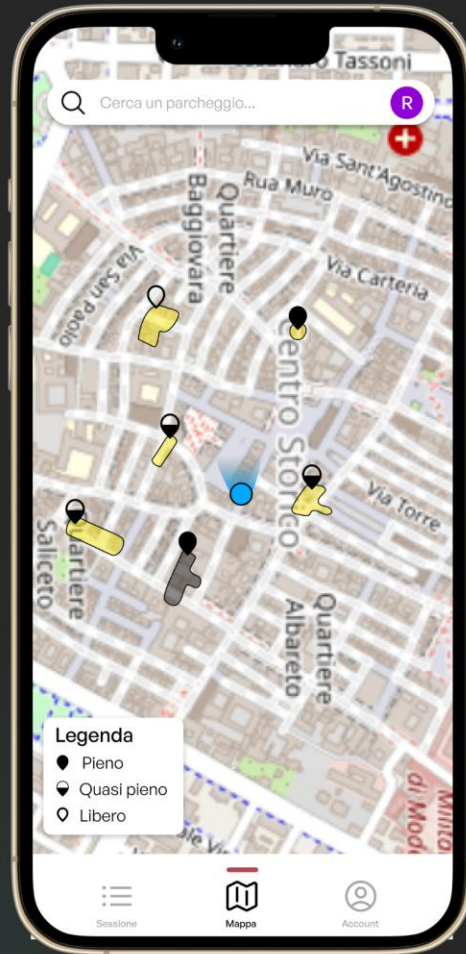 Tassoni
Cerca un parcheggio...
R
Via Sant'Agostino
Rua Muro
Quartiere
Baggiovara
Via San Paolo
Via Carteria
Centro Storico
Via Torre
Quartiere
Saliceto
Quartiere
Albareto
Legenda
Pieno
Quasi pieno
Libero
Sessione
Mappa
Account